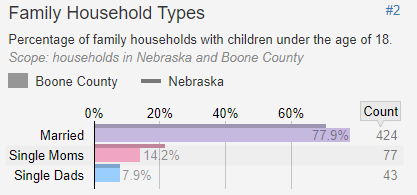 Family Household Types #2
Percentage of family households with children under the age of 18.
Scope: households in Nebraska and Boone County
Boone County Nebraska
0% 20% 40% 60% Count
Married 77.9% 424
Single Moms 14.2% 77
Single Dads 7.9% 43